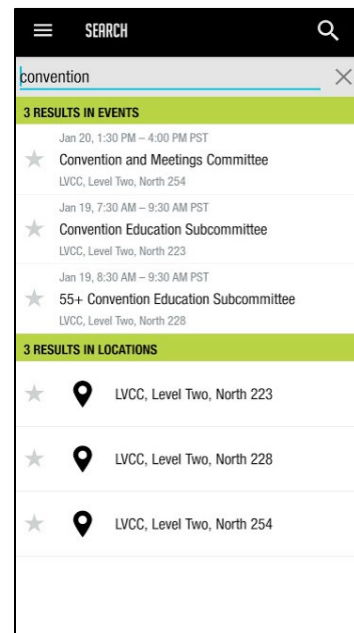 SEARCH
convention
3 RESULTS IN EVENTS
Jan 20, 1:30 PM – 4:00 PM PST
Convention and Meetings Committee
LVCC, Level Two, North 254
Jan 19, 7:30 AM – 9:30 AM PST
Convention Education Subcommittee
LVCC, Level Two, North 223
Jan 19, 8:30 AM – 9:30 AM PST
55+ Convention Education Subcommittee
LVCC, Level Two, North 228
3 RESULTS IN LOCATIONS
LVCC, Level Two, North 223
LVCC, Level Two, North 228
LVCC, Level Two, North 254